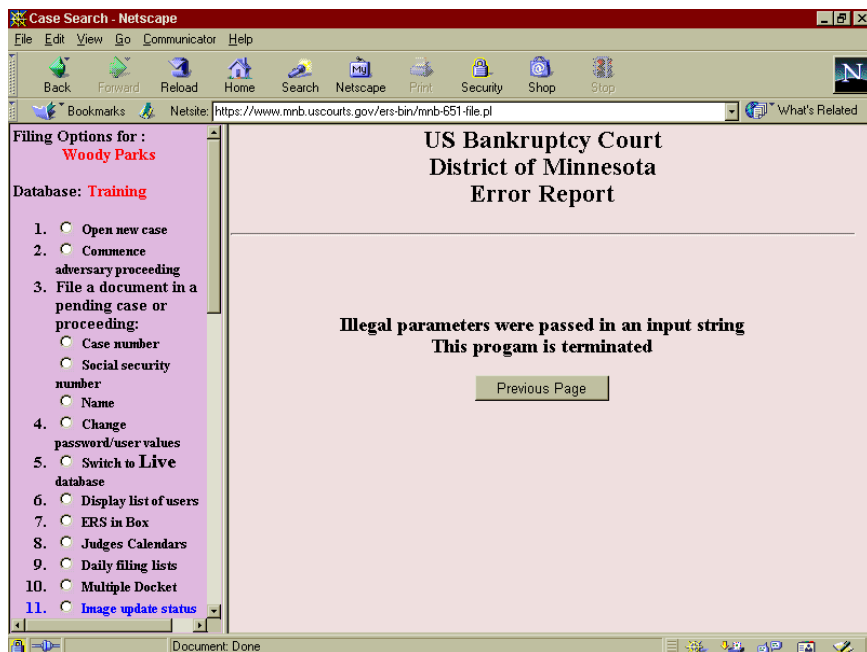 Case Search - Netscape
File Edit View Go Communicator Help
Back Forward Reload Home Search Netscape Print Security Shop Stop
My
N
Bookmarks Netsite: https://www.mnb.uscourts.gov/ers-bin/mnb-651-file.pl What's Related
Filing Options for :
Woody Parks
Database: Training
1. Open new case
2. Commence
adversary proceeding
3. File a document in a
pending case or
proceeding:
Case number
Social security
number
Name
4. Change
password/user values
5. Switch to Live
database
6. Display list of users
7. ERS in Box
8. Judges Calendars
9. Daily filing lists
10. Multiple Docket
11. Image update status
US Bankruptcy Court
District of Minnesota
Error Report
Illegal parameters were passed in an input string
This progam is terminated
Previous Page
Document: Done